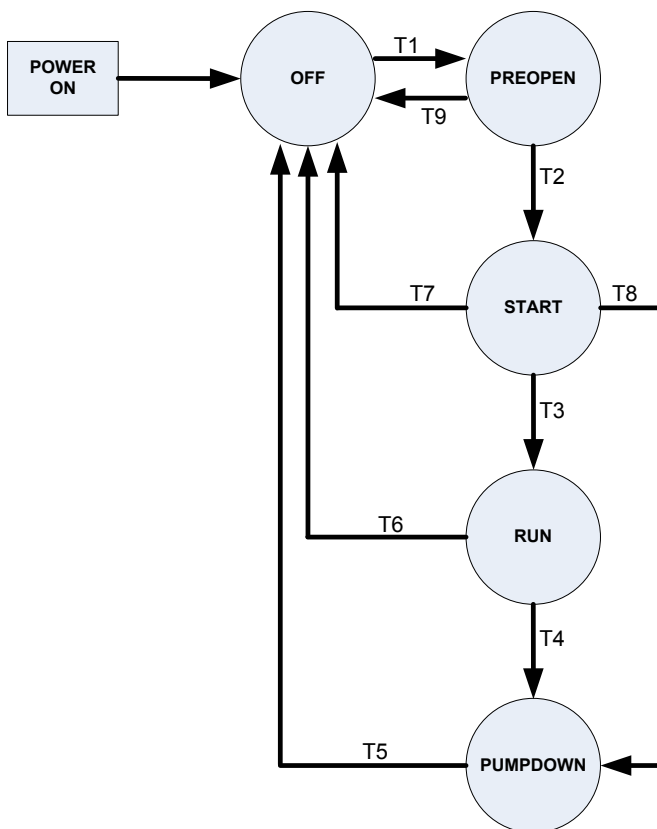 POWER
ON
OFF
T1
PREOPEN
T9
T2
T7
START
T8
T3
T6
RUN
T4
T5
PUMPDOWN